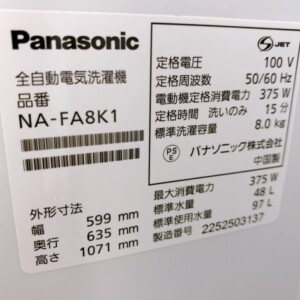 Panasonic
全自動電気洗濯機
品番
NA-FA8K1
外形寸法
幅 599 mm
奥行 635 mm
高さ 1071 mm
S JET
定格電圧 100 V
定格周波数 50/60 Hz
電動機定格消費電力 375 W
定格時間 洗いのみ 15 分
標準洗濯容量 8.0 kg
PSE パナソニック株式会社
中国製
最大消費電力 375 W
標準水量 48 L
標準使用水量 97 L
製造番号 2252503137